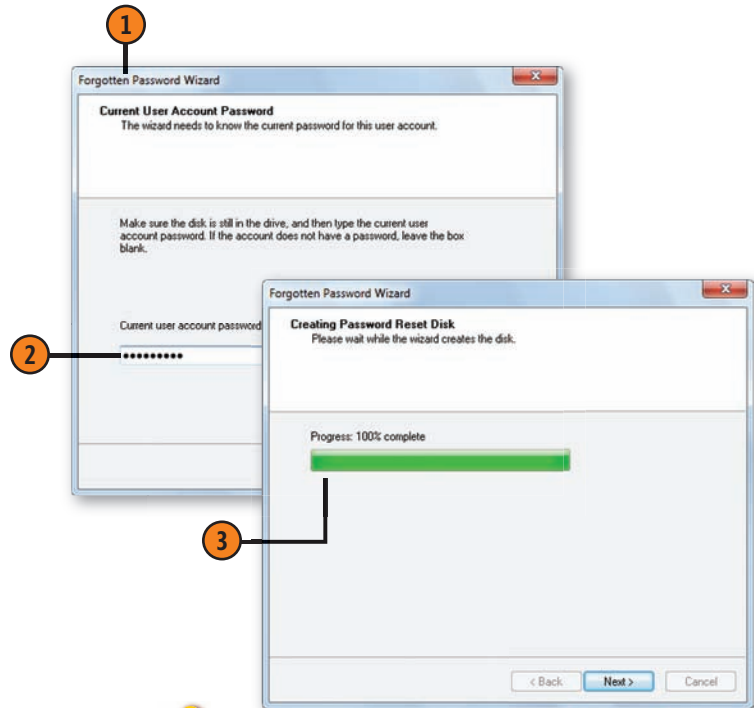 1
Forgotten Password Wizard
Current User Account Password
The wizard needs to know the current password for this user account.
Make sure the disk is still in the drive, and then type the current user
account password. If the account does not have a password, leave the box
blank.
Current user account password
2
•••••••••
Forgotten Password Wizard
Creating Password Reset Disk
Please wait while the wizard creates the disk.
Progress: 100% complete
3
< Back
Next >
Cancel